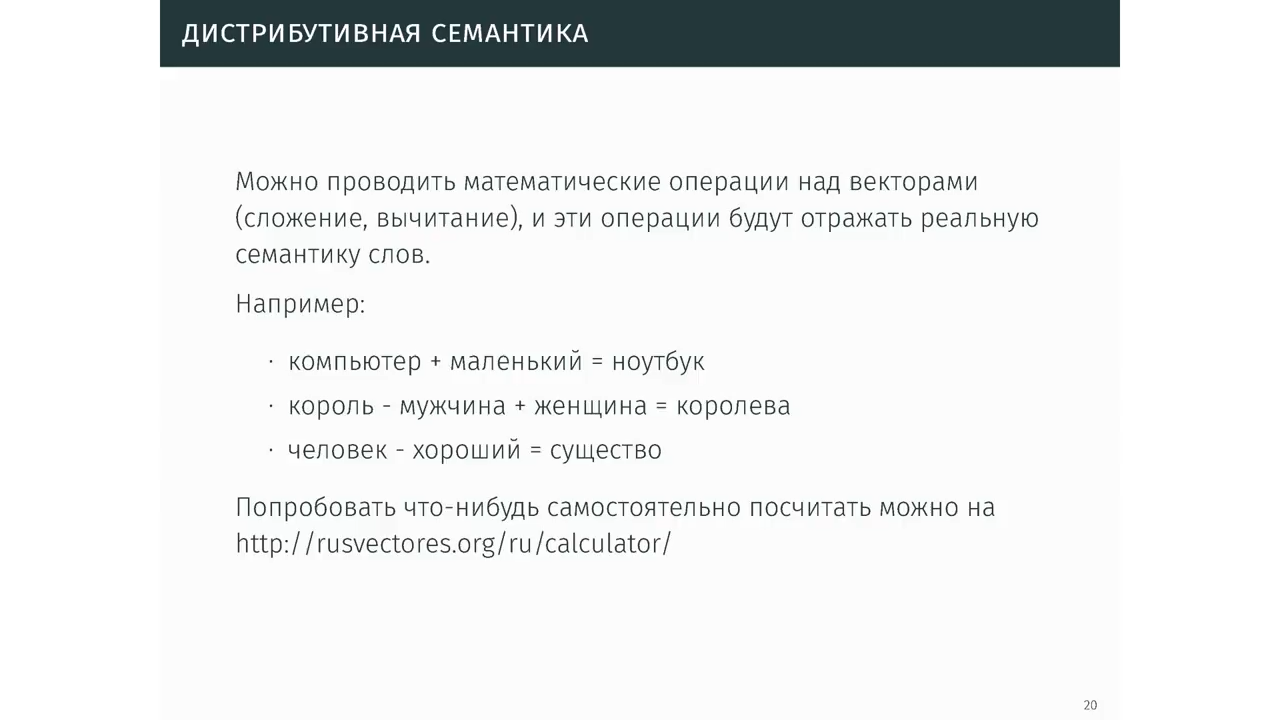 ДИСТРИБУТИВНАЯ СЕМАНТИКА
Можно проводить математические операции над векторами
(сложение, вычитание), и эти операции будут отражать реальную
семантику слов.
Например:
· компьютер + маленький = ноутбук
· король - мужчина + женщина = королева
· человек - хороший = существо
Попробовать что-нибудь самостоятельно посчитать можно на
http://rusvectores.org/ru/calculator/
20